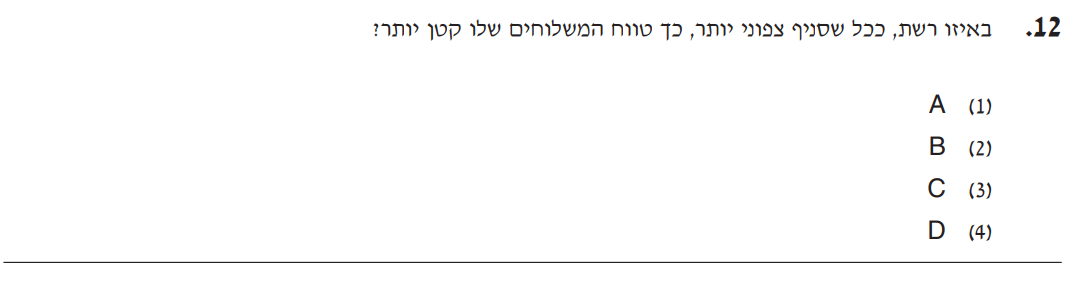 12. באיזו רשת, ככל שסניף צפוני יותר, כך טווח המשלוחים שלו קטן יותר?
(1) A
(2) B
(3) C
(4) D